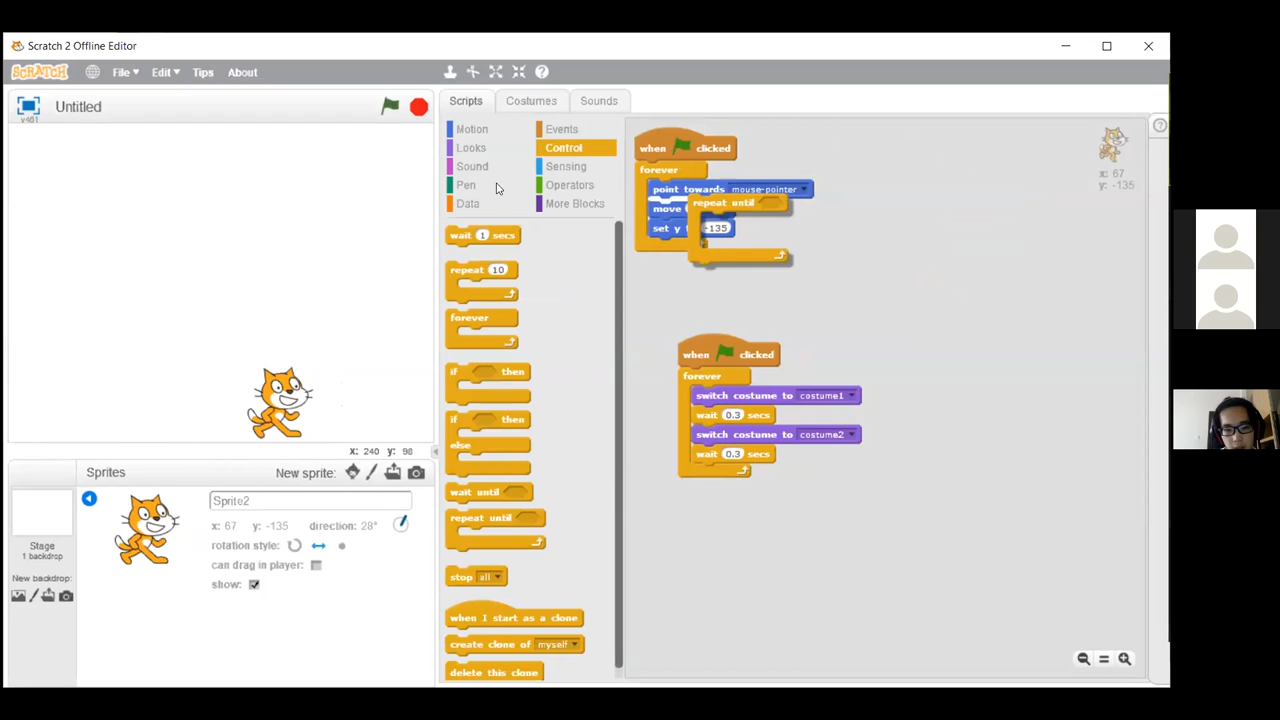 Scratch 2 Offline Editor
SCRATCH File Edit Tips About
v461
Untitled
x: 240 y: 98
Sprites New sprite:
Stage
1 backdrop
New backdrop:
Sprite2
x: 67 y: -135 direction: 28°
rotation style:
can drag in player:
show:
Scripts Costumes Sounds
Motion Events
Looks Control
Sound Sensing
Pen Operators
Data More Blocks
wait 1 secs
repeat 10
forever
if then
if then
else
wait until
repeat until
stop all
when I start as a clone
create clone of myself
delete this clone
when clicked
forever
point towards mouse-pointer
repeat until
move
set y -135
when clicked
forever
switch costume to costume1
wait 0.3 secs
switch costume to costume2
wait 0.3 secs
x: 67
y: -135